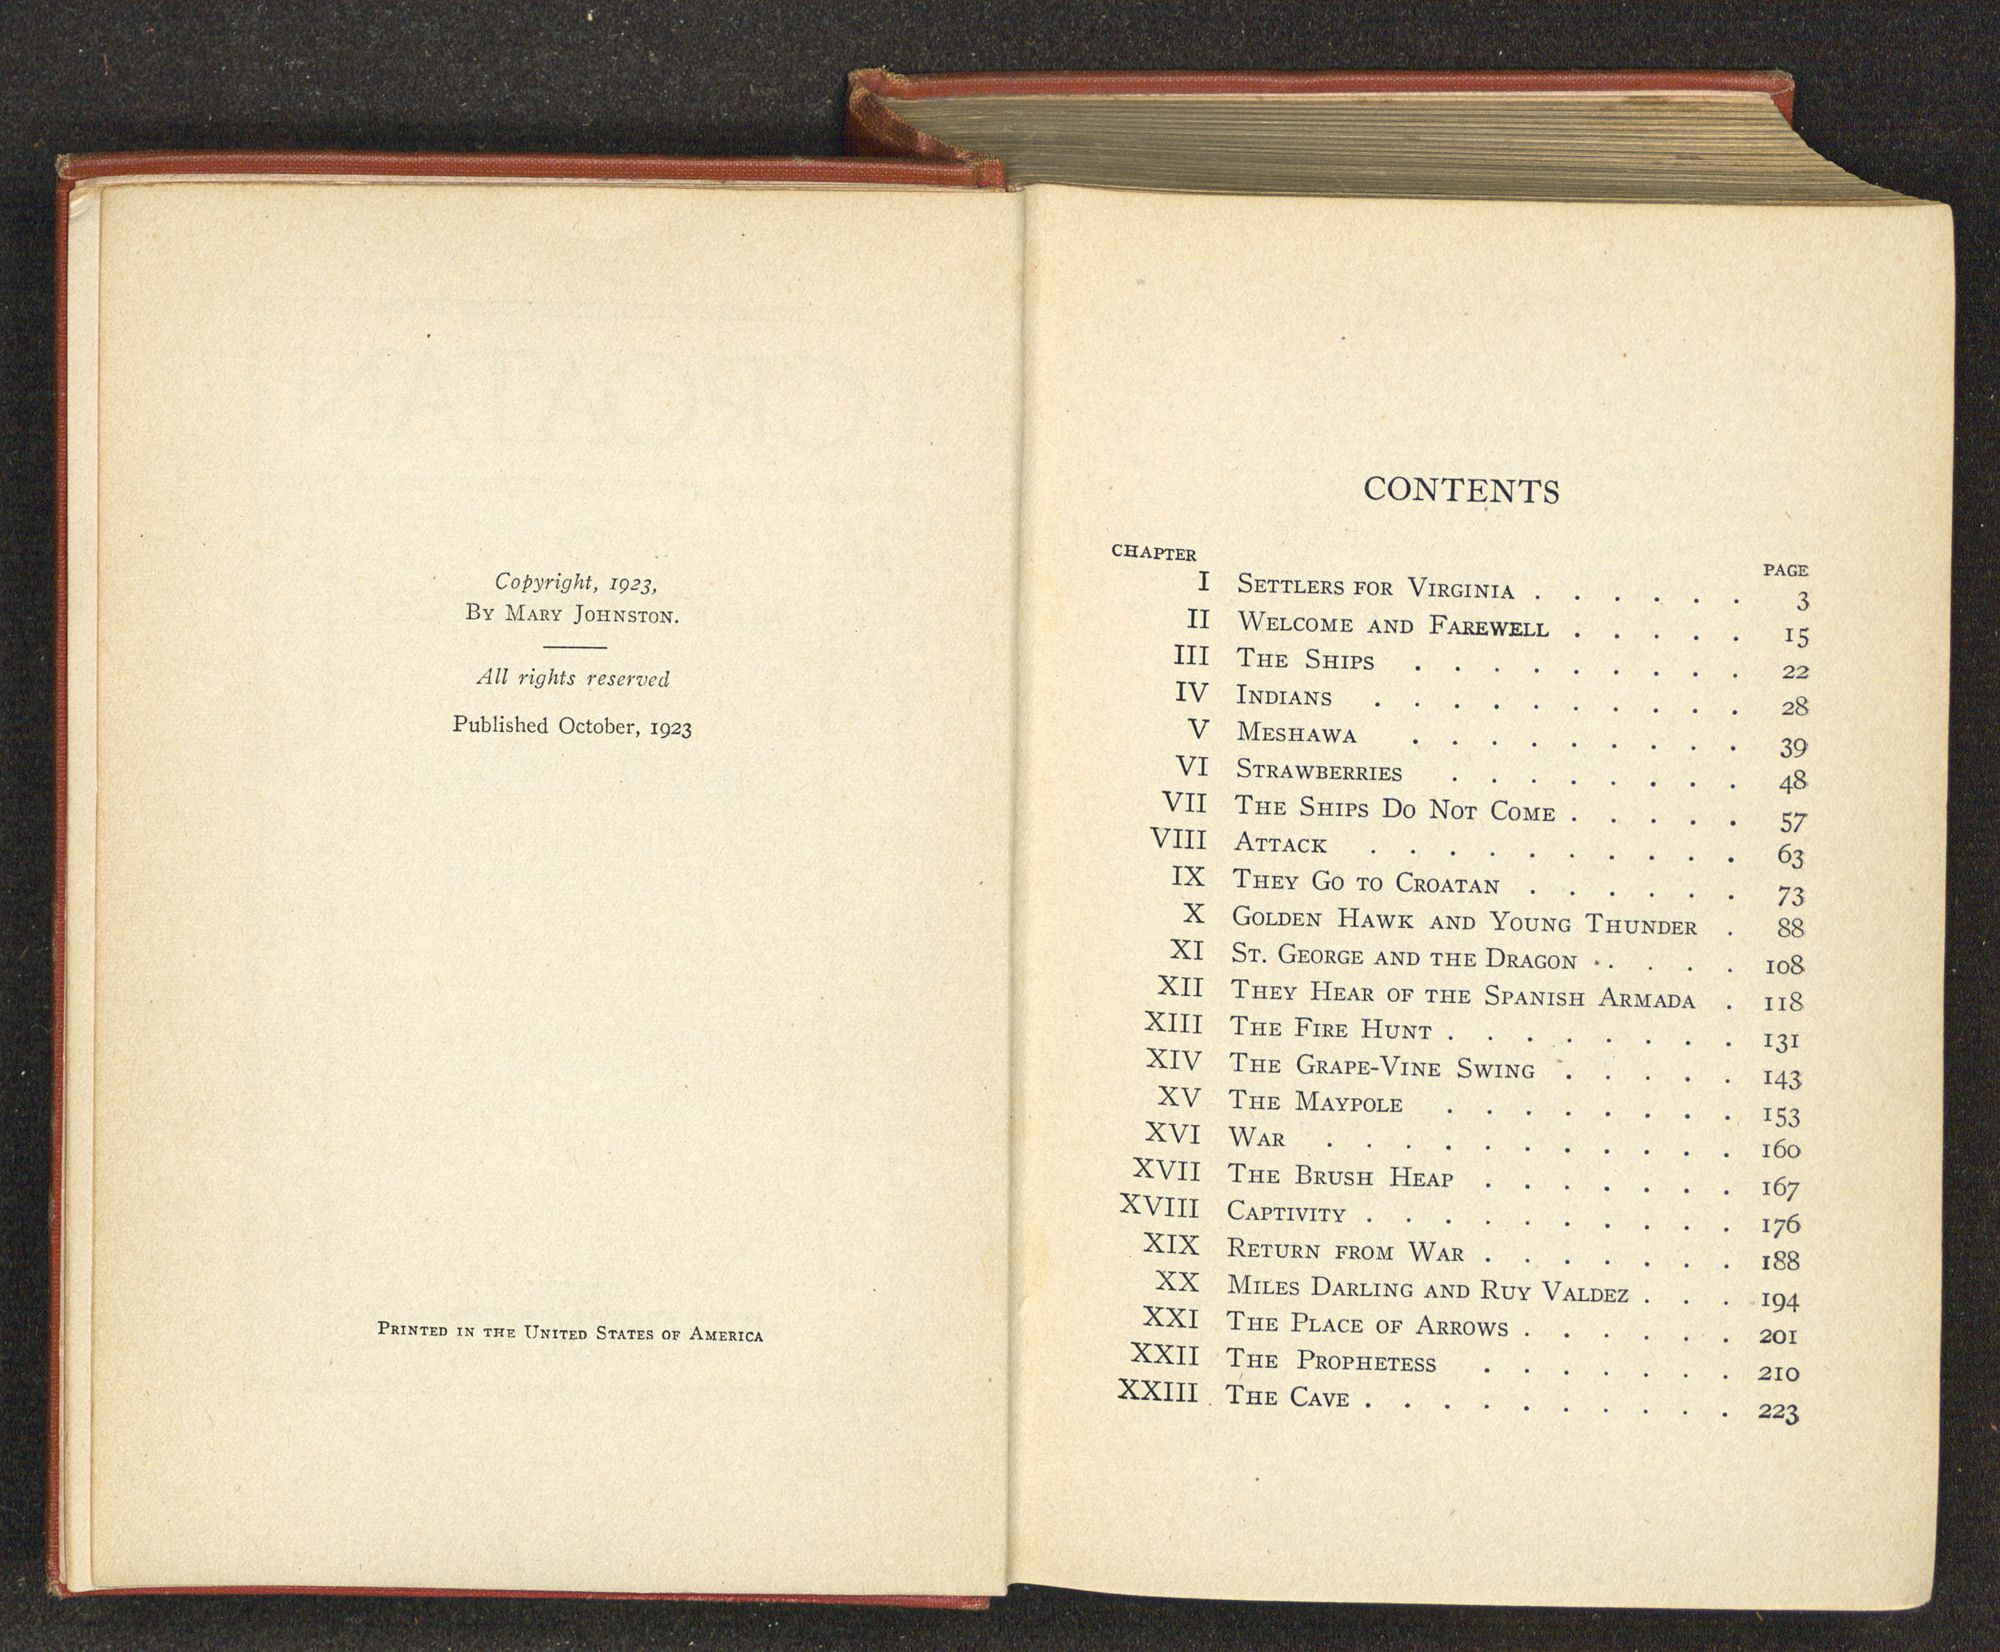 Copyright, 1923,
By Mary Johnston.
All rights reserved
Published October, 1923
Printed in the United States of America
CONTENTS
CHAPTER PAGE
I Settlers for Virginia . . . . . . 3
II Welcome and Farewell . . . . . 15
III The Ships . . . . . . . . . 22
IV Indians . . . . . . . . . . 28
V Meshawa . . . . . . . . . 39
VI Strawberries . . . . . . . . 48
VII The Ships Do Not Come . . . . . 57
VIII Attack . . . . . . . . . . 63
IX They Go to Croatan . . . . . . 73
X Golden Hawk and Young Thunder . 88
XI St. George and the Dragon . . . . 108
XII They Hear of the Spanish Armada . 118
XIII The Fire Hunt . . . . . . . . 131
XIV The Grape-Vine Swing . . . . . 143
XV The Maypole . . . . . . . . 153
XVI War . . . . . . . . . . . 160
XVII The Brush Heap . . . . . . . 167
XVIII Captivity . . . . . . . . . . 176
XIX Return from War . . . . . . . 188
XX Miles Darling and Ruy Valdez . . . 194
XXI The Place of Arrows . . . . . . 201
XXII The Prophetess . . . . . . . 210
XXIII The Cave . . . . . . . . . . 223